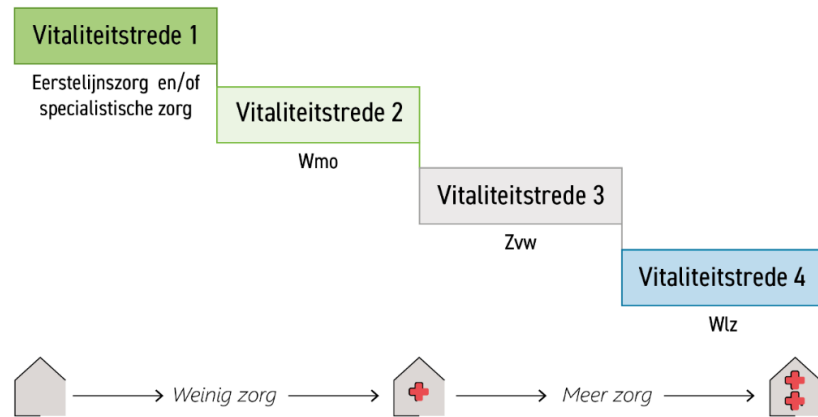 Vitaliteitstrede 1
Eerstelijnszorg en/of
specialistische zorg
Vitaliteitstrede 2
Wmo
Vitaliteitstrede 3
Zvw
Vitaliteitstrede 4
Wlz
Weinig zorg
Meer zorg